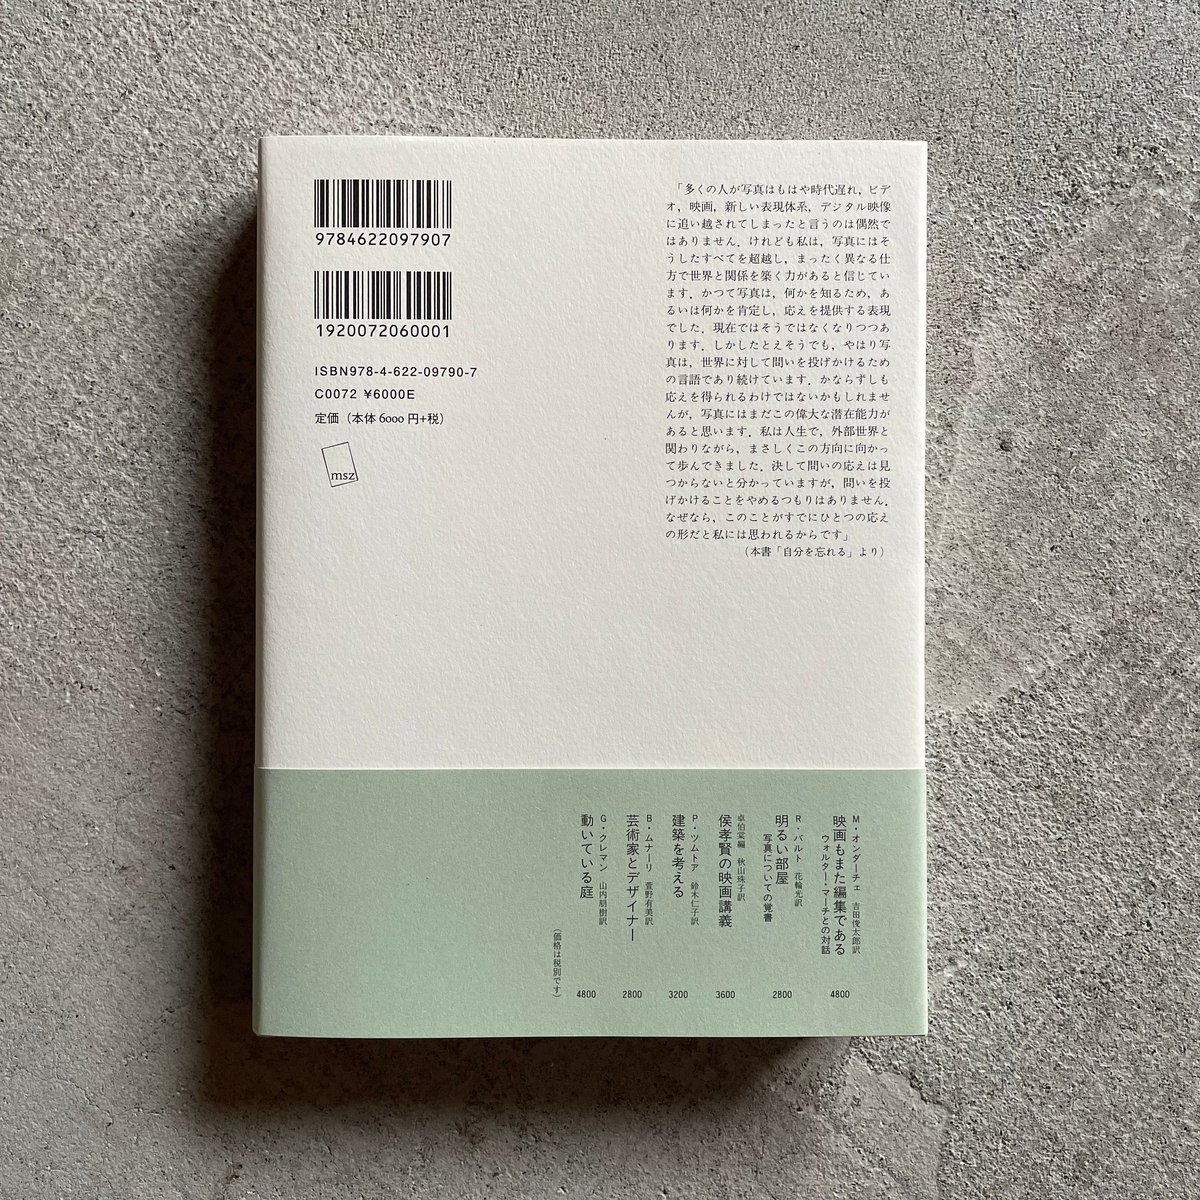 9784622097907
1920072060001
ISBN978-4-622-09790-7
C0072 ¥6000E
定価（本体 6000 円+税）
msz
「多くの人が写真はもはや時代遅れ，ビデ
オ，映画，新しい表現体系，デジタル映像
に追い越されてしまったと言うのは偶然で
はありません．けれども私は，写真にはそ
うしたすべてを超越し，まったく異なる仕
方で世界と関係を築く力があると信じてい
ます．かつて写真は，何かを知るため，あ
るいは何かを肯定し，応えを提供する表現
でした．現在ではそうではなくなりつつあ
ります．しかしたとえそうでも，やはり写
真は，世界に対して問いを投げかけるため
の言語であり続けています．かならずしも
応えを得られるわけではないかもしれませ
んが，写真にはまだこの偉大な潜在能力が
あると思います．私は人生で，外部世界と
関わりながら，まさしくこの方向に向かっ
て歩んできました．決して問いの応えは見
つからないと分かっていますが，問いを投
げかけることをやめるつもりはありません．
なぜなら，このことがすでにひとつの応え
の形だと私には思われるからです」
（本書「自分を忘れる」より）
M・オンダーチェ 吉田俊太郎訳
映画もまた編集である
ウォルター・マーチとの対話
4800
R・バルト 花輪光訳
明るい部屋
写真についての覚書
2800
卓伯棠編 秋山珠子訳
侯孝賢の映画講義
3600
P・ツムトア 鈴木仁子訳
建築を考える
3200
B・ムナーリ 萱野有美訳
芸術家とデザイナー
2800
G・クレマン 山内朋樹訳
動いている庭
4800
（価格は税別です）